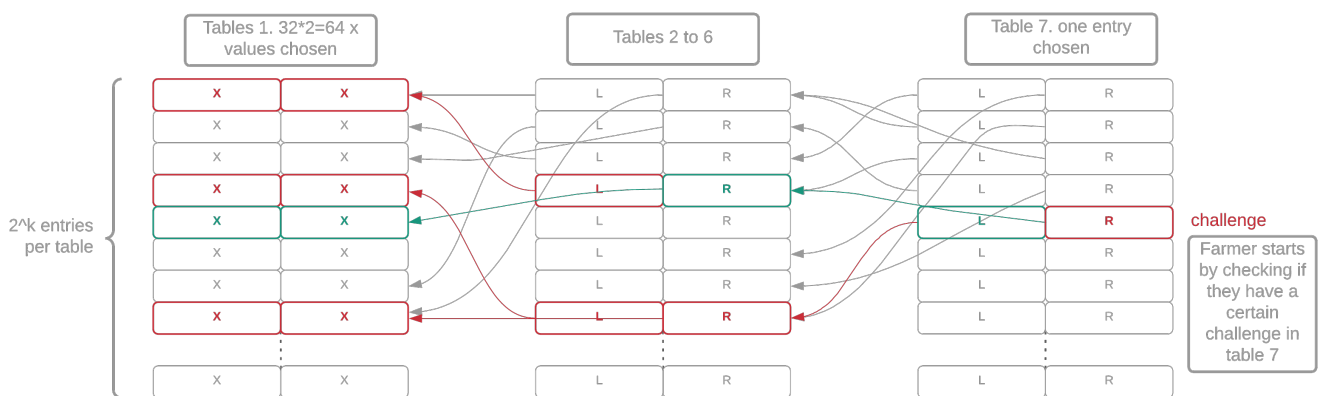 Tables 1. 32*2=64 x
values chosen
Tables 2 to 6
Table 7. one entry
chosen
X X L R L R
X X L R L R
X X L R L R
X X L R L R
X X L R L R
challenge
2^k entries
per table
X X L R L R
X X L R L R
X X L R L R
X X L R L R
Farmer starts
by checking if
they have a
certain
challenge in
table 7